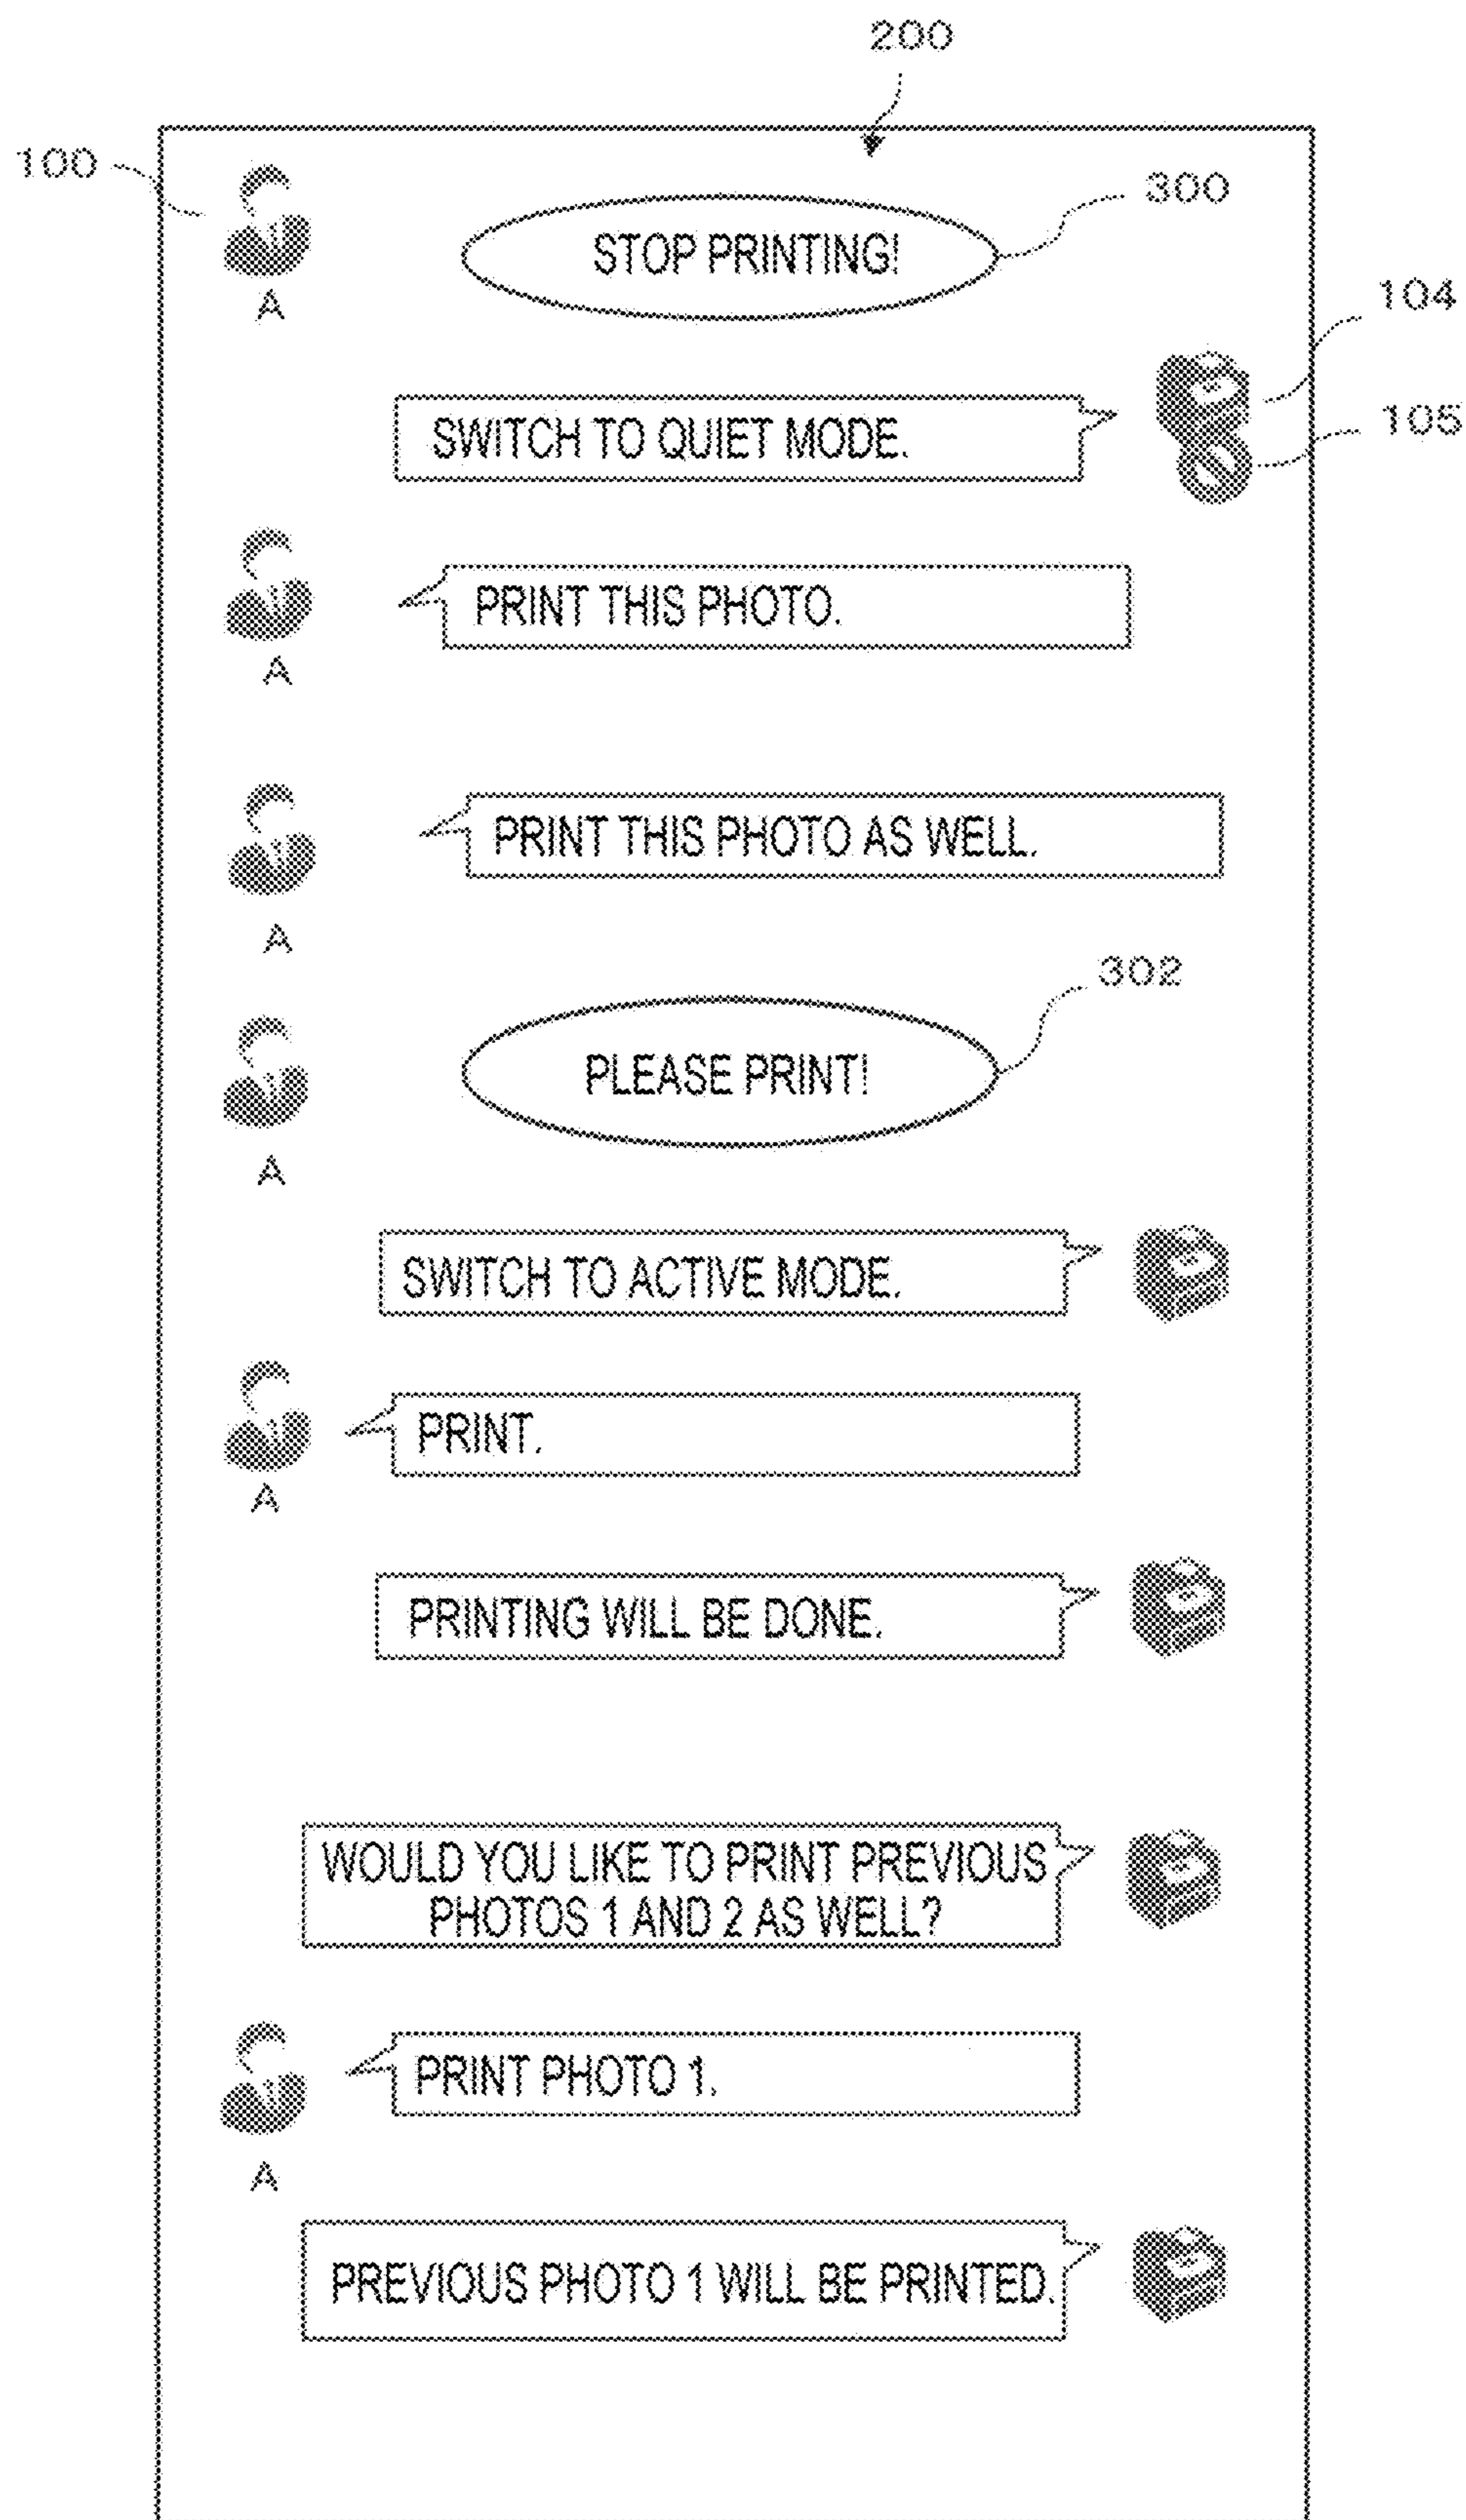 200
100
300
STOP PRINTING!
A
104
SWITCH TO QUIET MODE.
105
PRINT THIS PHOTO.
A
PRINT THIS PHOTO AS WELL.
A
302
PLEASE PRINT!
A
SWITCH TO ACTIVE MODE.
PRINT.
A
PRINTING WILL BE DONE.
WOULD YOU LIKE TO PRINT PREVIOUS
PHOTOS 1 AND 2 AS WELL?
PRINT PHOTO 1.
A
PREVIOUS PHOTO 1 WILL BE PRINTED.